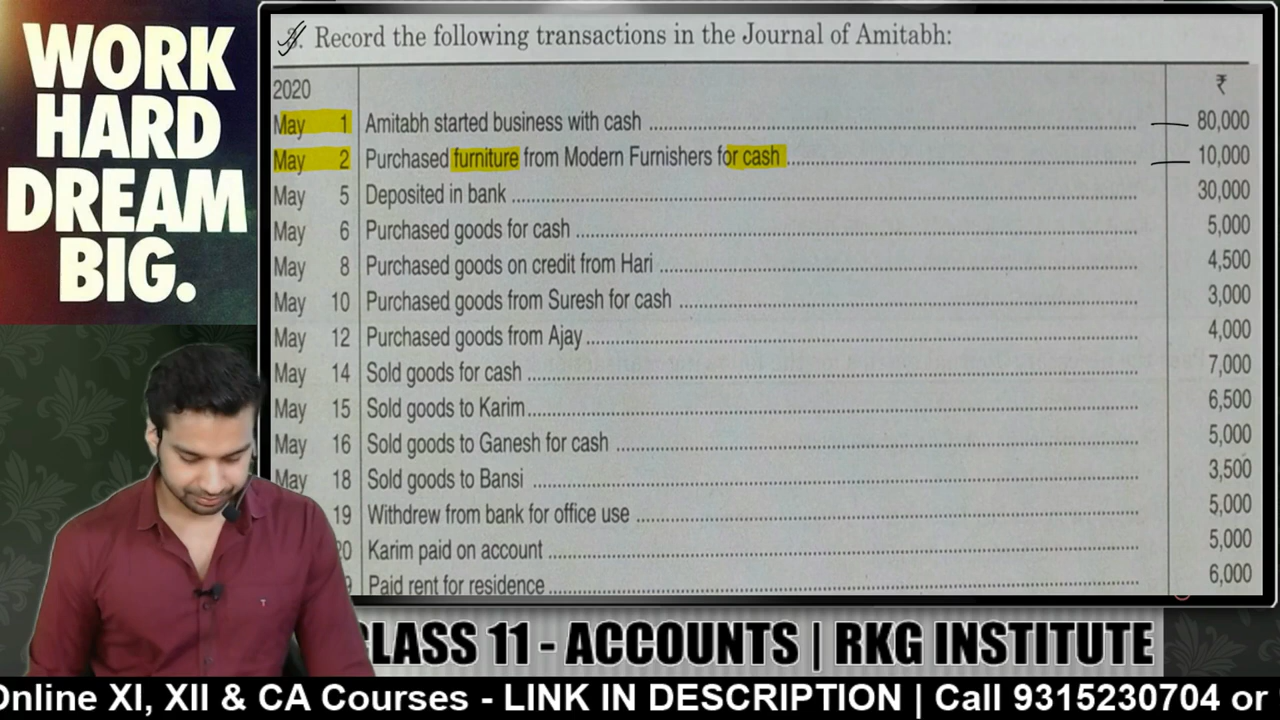 WORK
HARD
DREAM
BIG.
Record the following transactions in the Journal of Amitabh:
2020 ₹
May 1 Amitabh started business with cash 80,000
May 2 Purchased furniture from Modern Furnishers for cash 10,000
May 5 Deposited in bank 30,000
May 6 Purchased goods for cash 5,000
May 8 Purchased goods on credit from Hari 4,500
May 10 Purchased goods from Suresh for cash 3,000
May 12 Purchased goods from Ajay 4,000
May 14 Sold goods for cash 7,000
May 15 Sold goods to Karim 6,500
May 16 Sold goods to Ganesh for cash 5,000
May 18 Sold goods to Bansi 3,500
19 Withdrew from bank for office use 5,000
Karim paid on account 5,000
Paid rent for residence 6,000
CLASS 11 - ACCOUNTS | RKG INSTITUTE
Online XI, XII & CA Courses - LINK IN DESCRIPTION | Call 9315230704 or